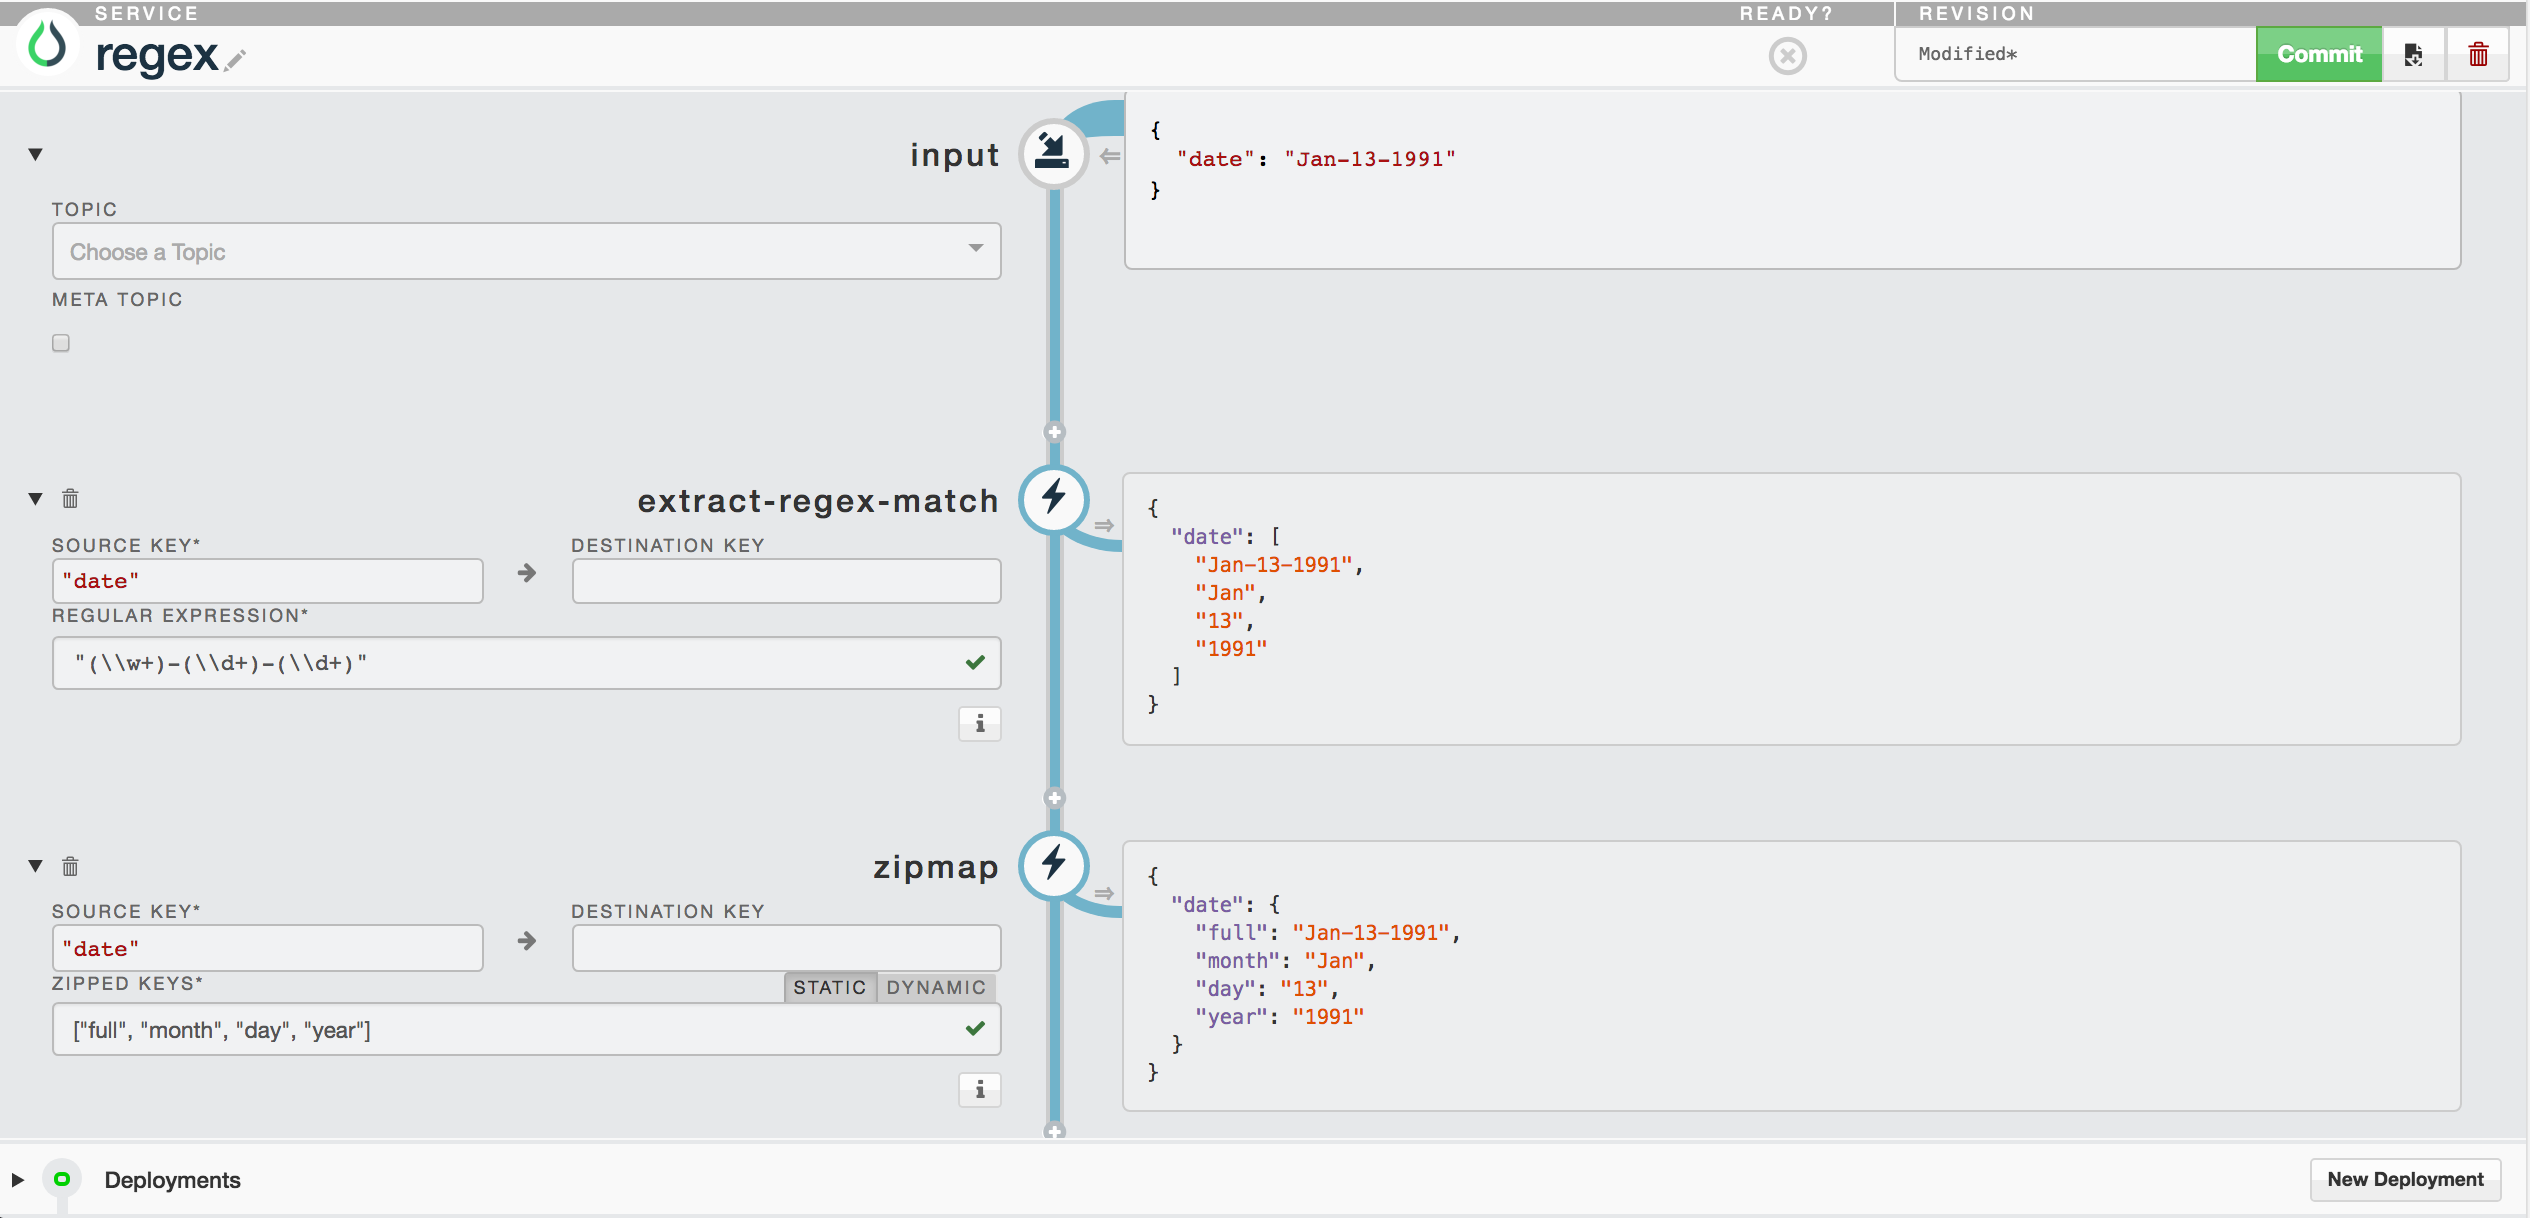 SERVICE
READY?
REVISION
regex
Modified*
Commit
input
{
"date": "Jan-13-1991"
}
TOPIC
Choose a Topic
META TOPIC
extract-regex-match
SOURCE KEY*
DESTINATION KEY
"date"
REGULAR EXPRESSION*
"(\\w+)-(\\d+)-(\\d+)"
i
{
"date": [
"Jan-13-1991",
"Jan",
"13",
"1991"
]
}
zipmap
SOURCE KEY*
DESTINATION KEY
"date"
ZIPPED KEYS*
STATIC
DYNAMIC
["full", "month", "day", "year"]
i
{
"date": {
"full": "Jan-13-1991",
"month": "Jan",
"day": "13",
"year": "1991"
}
}
Deployments
New Deployment